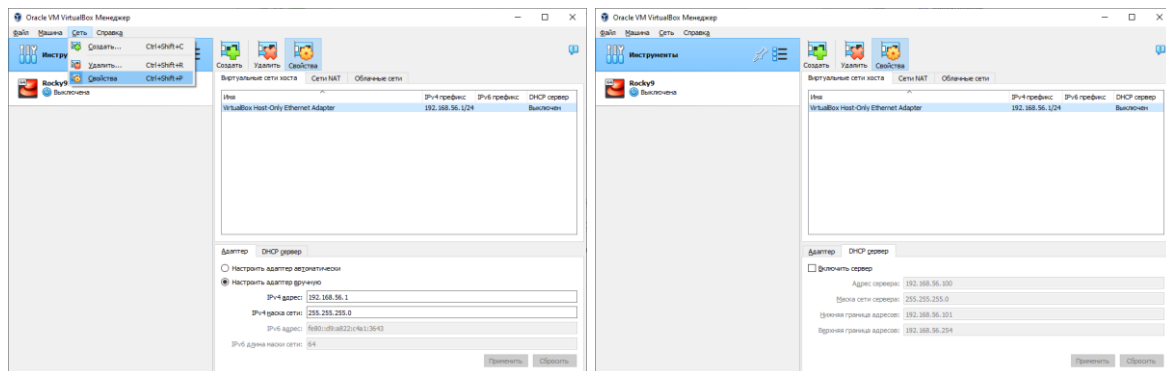 Oracle VM VirtualBox Менеджер
Файл Машина Сеть Справка
Создать... Ctrl+Shift+C
Удалить... Ctrl+Shift+R
Свойства Ctrl+Shift+P
Инстру
Rocky9
Выключена
Создать Удалить Свойства
Виртуальные сети хоста Сети NAT Облачные сети
Имя IPv4 префикс IPv6 префикс DHCP сервер
VirtualBox Host-Only Ethernet Adapter 192.168.56.1/24 Выключен
Адаптер DHCP сервер
Настроить адаптер автоматически
Настроить адаптер вручную
IPv4 адрес: 192.168.56.1
IPv4 маска сети: 255.255.255.0
IPv6 адрес: fe80::d9:a822:c4a1:3643
IPv6 длина маски сети: 64
Применить Сбросить
Oracle VM VirtualBox Менеджер
Файл Машина Сеть Справка
Инструменты
Rocky9
Выключена
Создать Удалить Свойства
Виртуальные сети хоста Сети NAT Облачные сети
Имя IPv4 префикс IPv6 префикс DHCP сервер
VirtualBox Host-Only Ethernet Adapter 192.168.56.1/24 Выключен
Адаптер DHCP сервер
Включить сервер
Адрес сервера: 192.168.56.100
Маска сети сервера: 255.255.255.0
Нижняя граница адресов: 192.168.56.101
Верхняя граница адресов: 192.168.56.254
Применить Сбросить